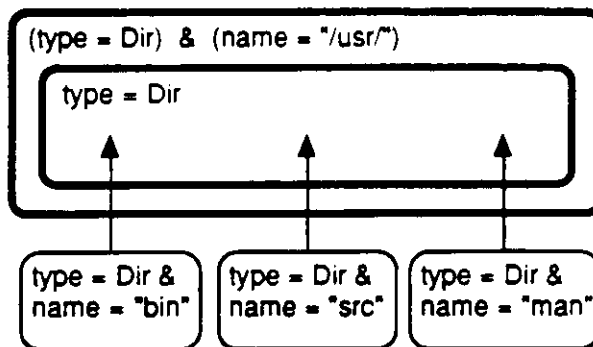 (type = Dir) & (name = "/usr/")
type = Dir
type = Dir &
name = "bin"
type = Dir &
name = "src"
type = Dir &
name = "man"